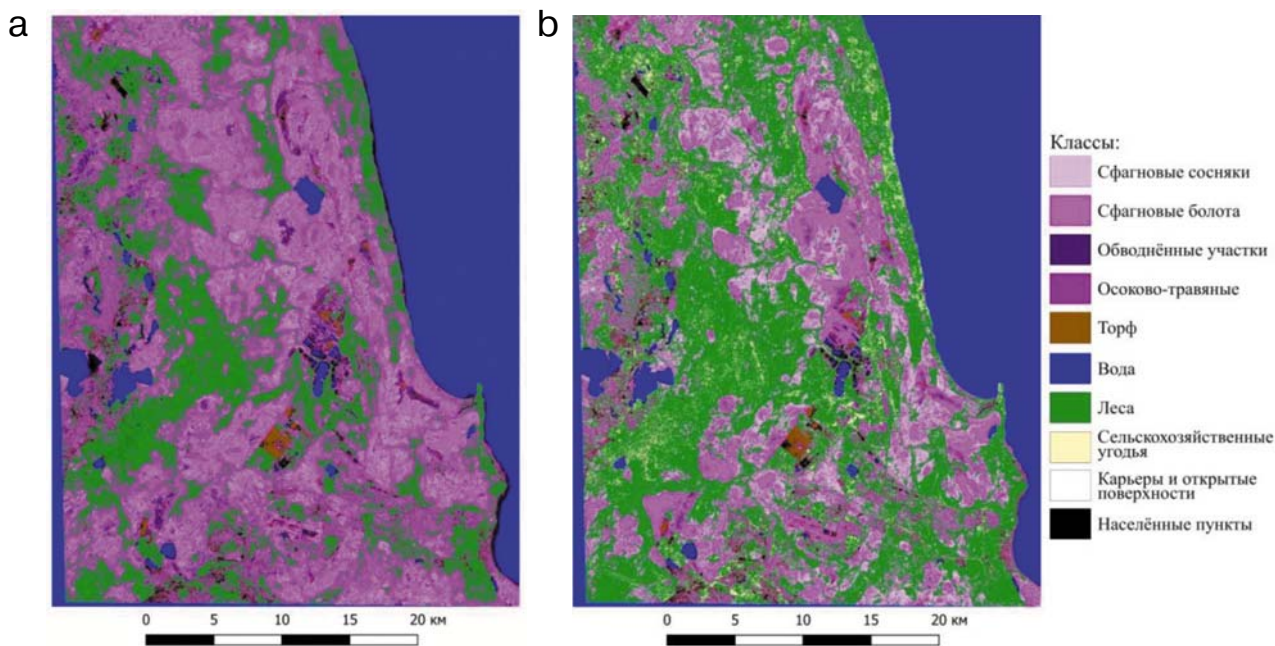 a
b
Классы:
Сфагновые сосняки
Сфагновые болота
Обводнённые участки
Осоково-травяные
Торф
Вода
Леса
Сельскохозяйственные
угодья
Карьеры и открытые
поверхности
Населённые пункты
0 5 10 15 20 км
0 5 10 15 20 км